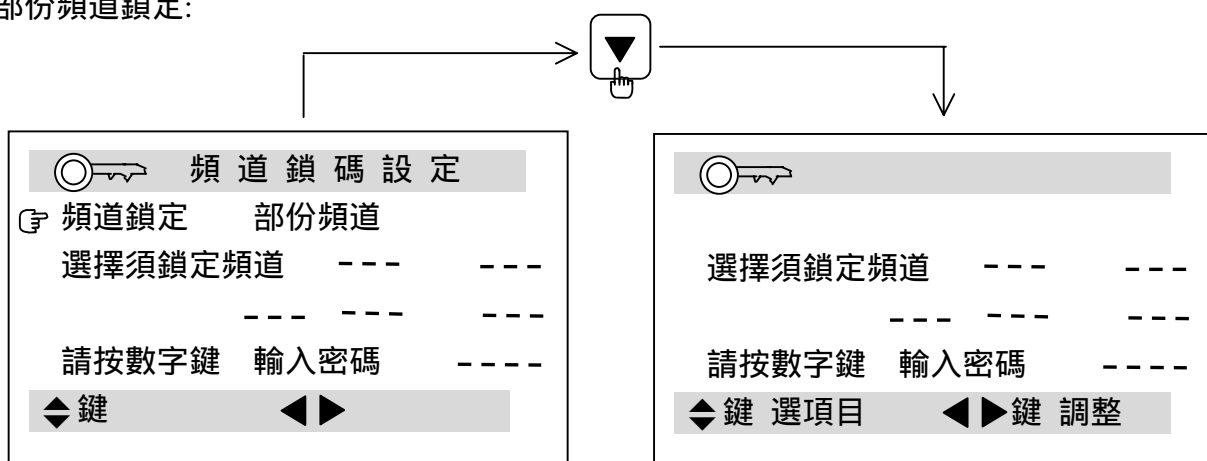 部份頻道鎖定:
頻 道 鎖 碼 設 定
頻道鎖定 部份頻道
選擇須鎖定頻道 --- ---
--- --- ---
請按數字鍵 輸入密碼 ----
鍵
選擇須鎖定頻道 --- ---
--- --- ---
請按數字鍵 輸入密碼 ----
鍵 選項目 鍵 調整